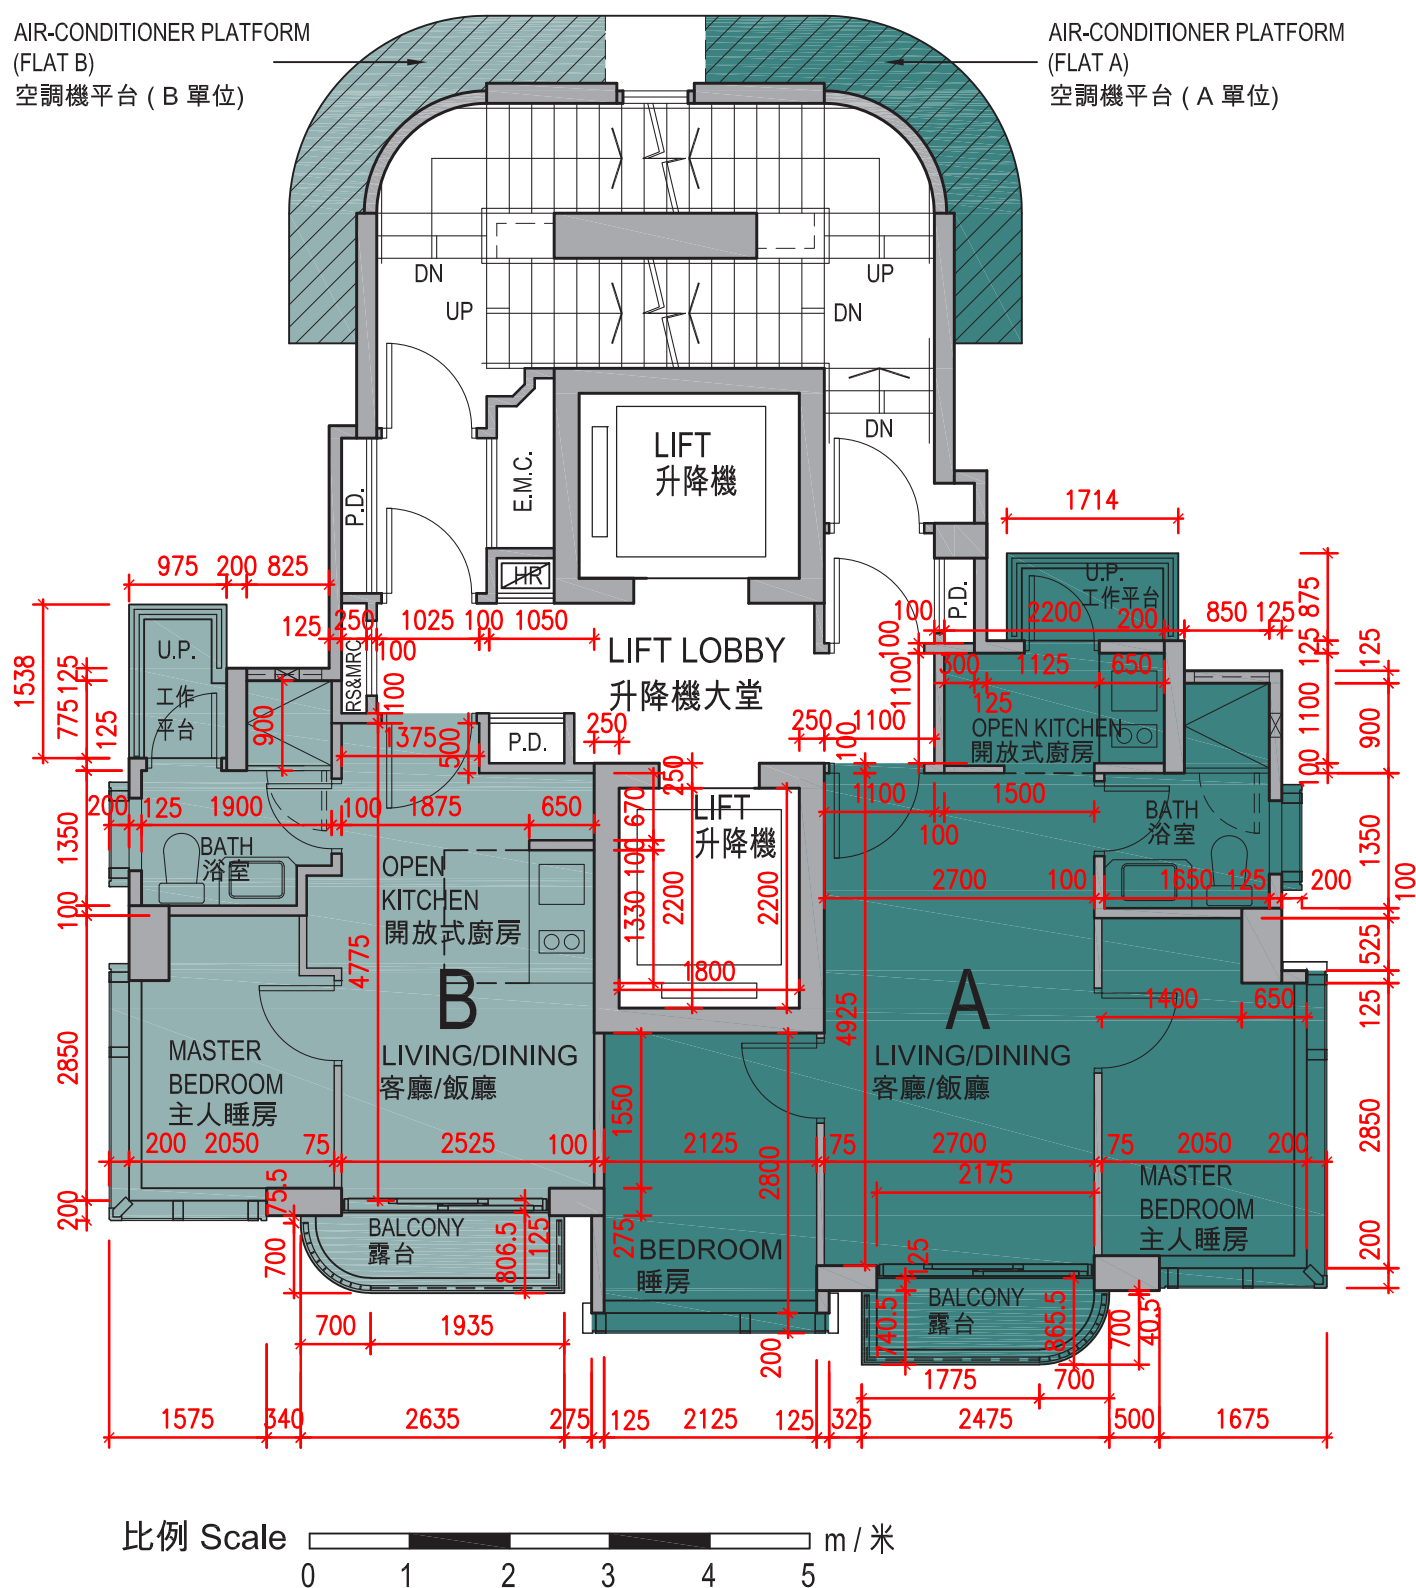 AIR-CONDITIONER PLATFORM
(FLAT B)
空調機平台 ( B 單位)
AIR-CONDITIONER PLATFORM
(FLAT A)
空調機平台 ( A 單位)
DN
UP
UP
DN
DN
LIFT
升降機
E.M.C.
P.D.
HR
1714
975 200 825
U.P.
工作平台
P.D.
875
2200 200
850 125
125 250 1025 100 1050
100
100
100
125
125
1538
U.P.
工作
平台
775 125
125
RS&MRC
100
LIFT LOBBY
升降機大堂
1100
300 1125 650
125
1100
900
900
OPEN KITCHEN
開放式廚房
1375
500
P.D.
250
250 1100
100
100
250
200 125 1900 100 1875 650
670
LIFT
升降機
1100
100
1500
BATH
浴室
1350
1350
BATH
浴室
OPEN
KITCHEN
開放式廚房
100
1330
2200
2200
2700 100 1650 125 200
100
100
4775
1800
525
125
1400 650
B
A
4925
MASTER
BEDROOM
主人睡房
LIVING/DINING
客廳/飯廳
LIVING/DINING
客廳/飯廳
2850
2850
1550
2800
200 2050 75 2525 100 2125 75 2700 75 2050 200
2175
MASTER
BEDROOM
主人睡房
200
75.5
700
BALCONY
露台
806.5
125
275
BEDROOM
睡房
125
200
BALCONY
露台
740.5
865.5
700
40.5
700 1935
200
1775 700
1575 340 2635 275 125 2125 125 325 2475 500 1675
比例 Scale
m / 米
0 1 2 3 4 5